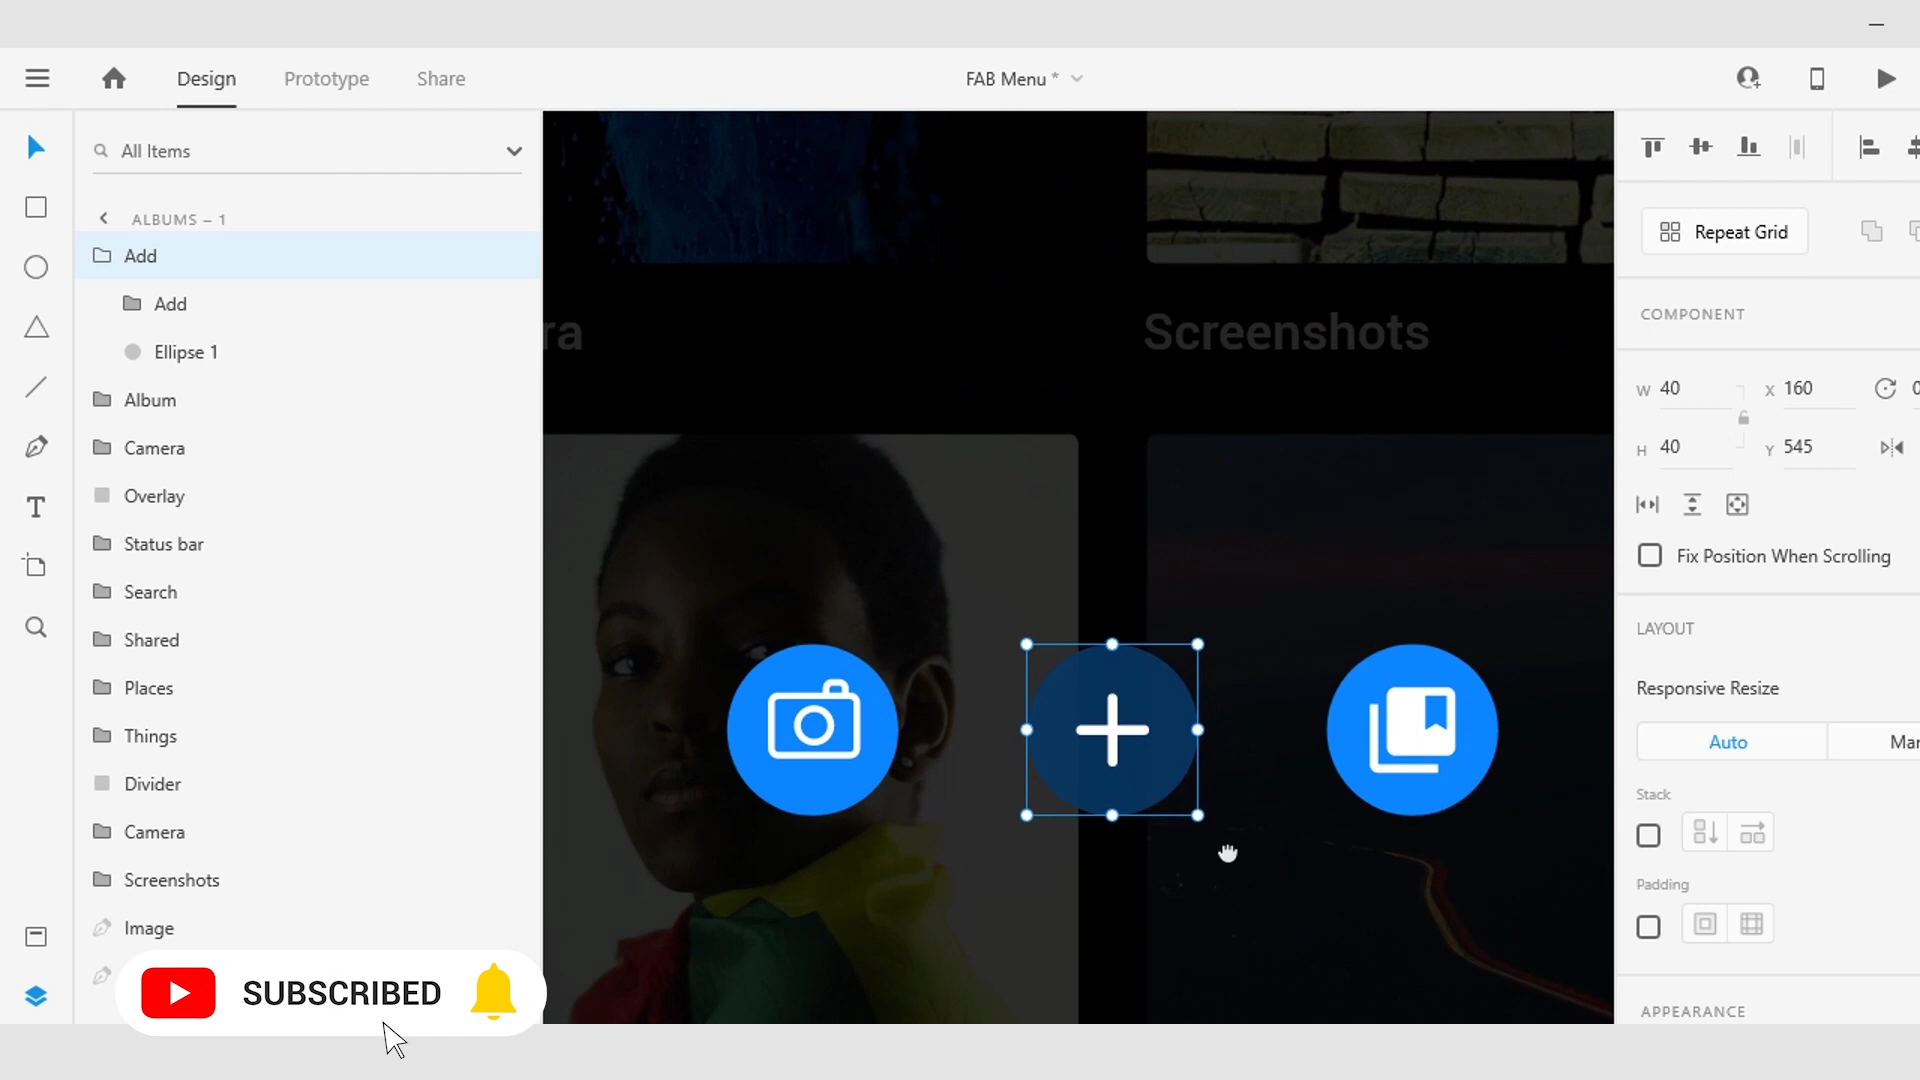 Design Prototype Share FAB Menu *
All Items
ALBUMS – 1
Add
Add
Ellipse 1
Album
Camera
Overlay
Status bar
Search
Shared
Places
Things
Divider
Camera
Screenshots
Image
ra
Screenshots
SUBSCRIBED
Repeat Grid
COMPONENT
W 40 X 160 0
H 40 Y 545
Fix Position When Scrolling
LAYOUT
Responsive Resize
Auto Man
Stack
Padding
APPEARANCE